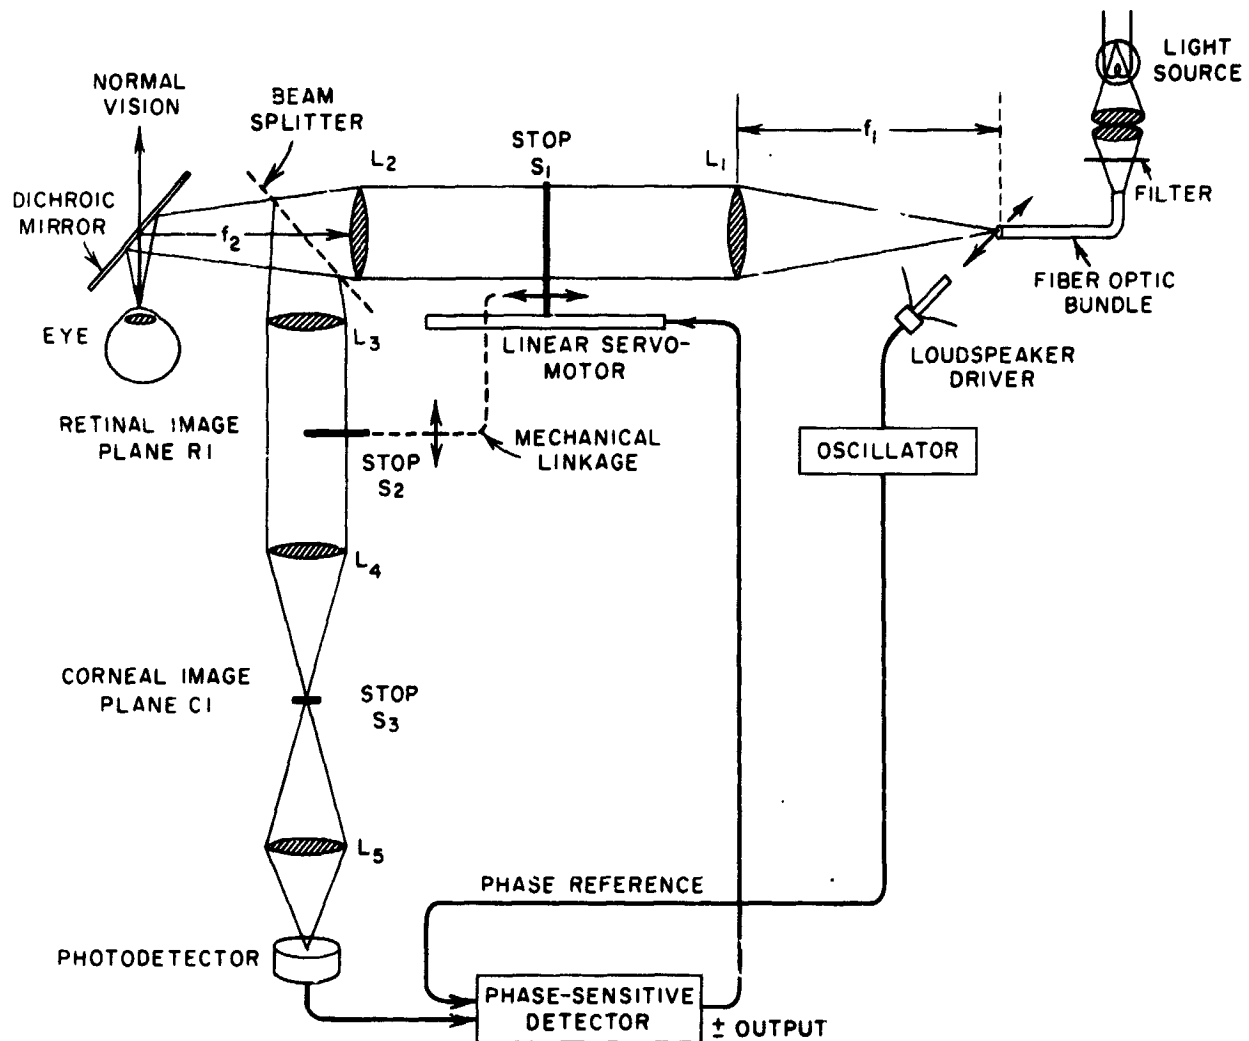 LIGHT
SOURCE
NORMAL
VISION
BEAM
SPLITTER
STOP
S1
L2
L1
f1
FILTER
DICHROIC
MIRROR
f2
FIBER OPTIC
BUNDLE
EYE
L3
LINEAR SERVO-
MOTOR
LOUDSPEAKER
DRIVER
RETINAL IMAGE
PLANE RI
MECHANICAL
LINKAGE
OSCILLATOR
STOP
S2
L4
CORNEAL IMAGE
PLANE CI
STOP
S3
L5
PHASE REFERENCE
PHOTODETECTOR
PHASE-SENSITIVE
DETECTOR
± OUTPUT